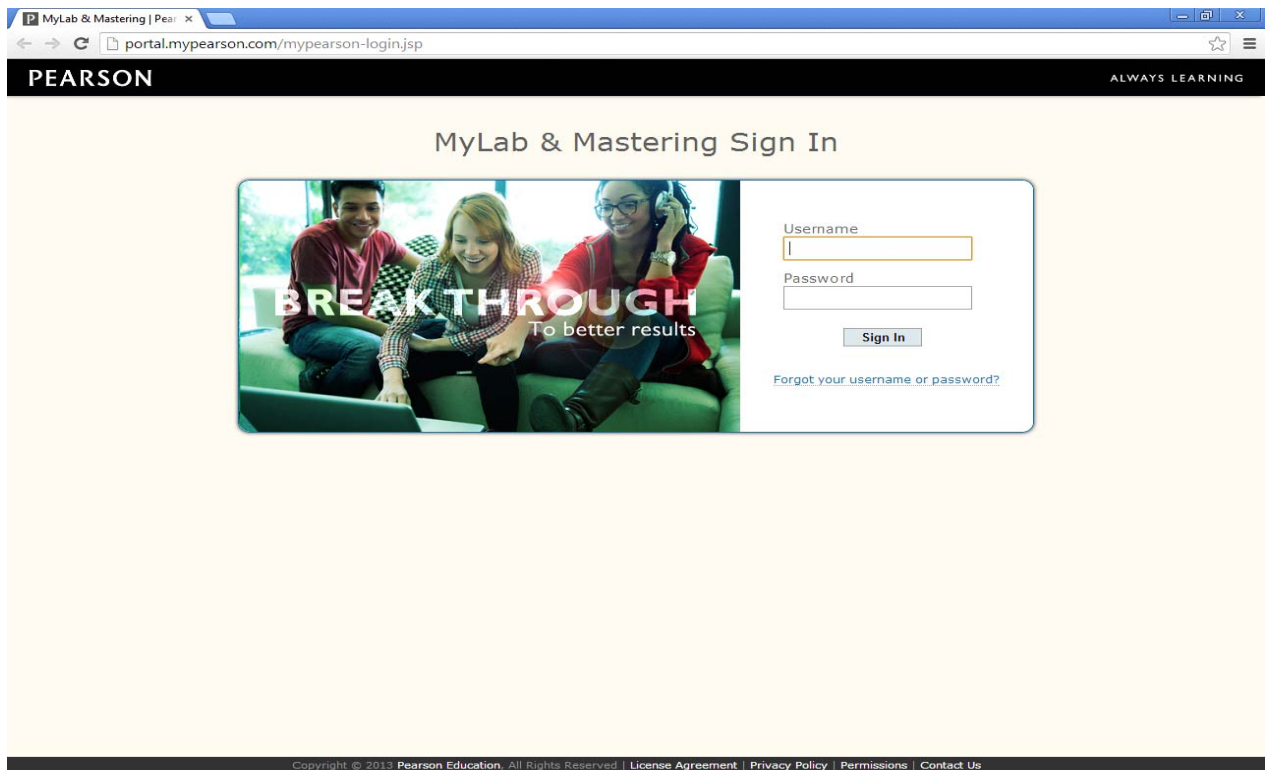 MyLab & Mastering | Pear
portal.mypearson.com/mypearson-login.jsp
PEARSON
ALWAYS LEARNING
MyLab & Mastering Sign In
BREAKTHROUGH
To better results
Username
Password
Sign In
Forgot your username or password?
Copyright © 2013 Pearson Education, All Rights Reserved | License Agreement | Privacy Policy | Permissions | Contact Us